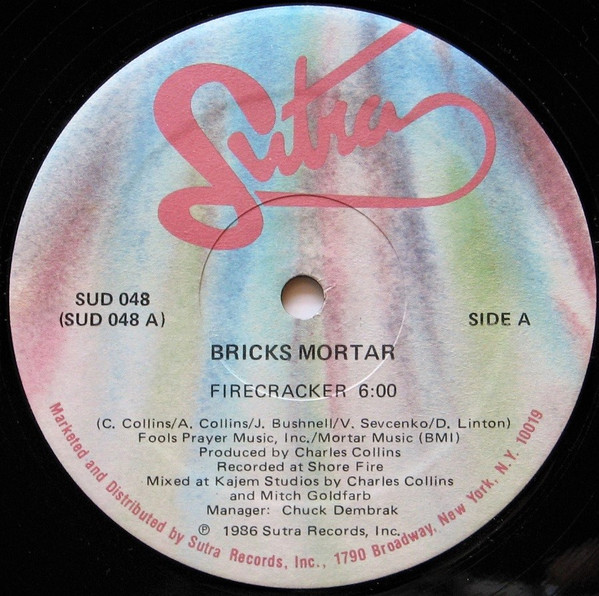 Sutra
SUD 048
(SUD 048 A)
SIDE A
BRICKS MORTAR
FIRECRACKER 6:00
(C. Collins/A. Collins/J. Bushnell/V. Sevcenko/D. Linton)
Fools Prayer Music, Inc./Mortar Music (BMI)
Produced by Charles Collins
Recorded at Shore Fire
Mixed at Kajem Studios by Charles Collins
and Mitch Goldfarb
Manager: Chuck Dembrak
℗ 1986 Sutra Records, Inc.
Marketed and Distributed by Sutra Records, Inc., 1790 Broadway, New York, N.Y. 10019